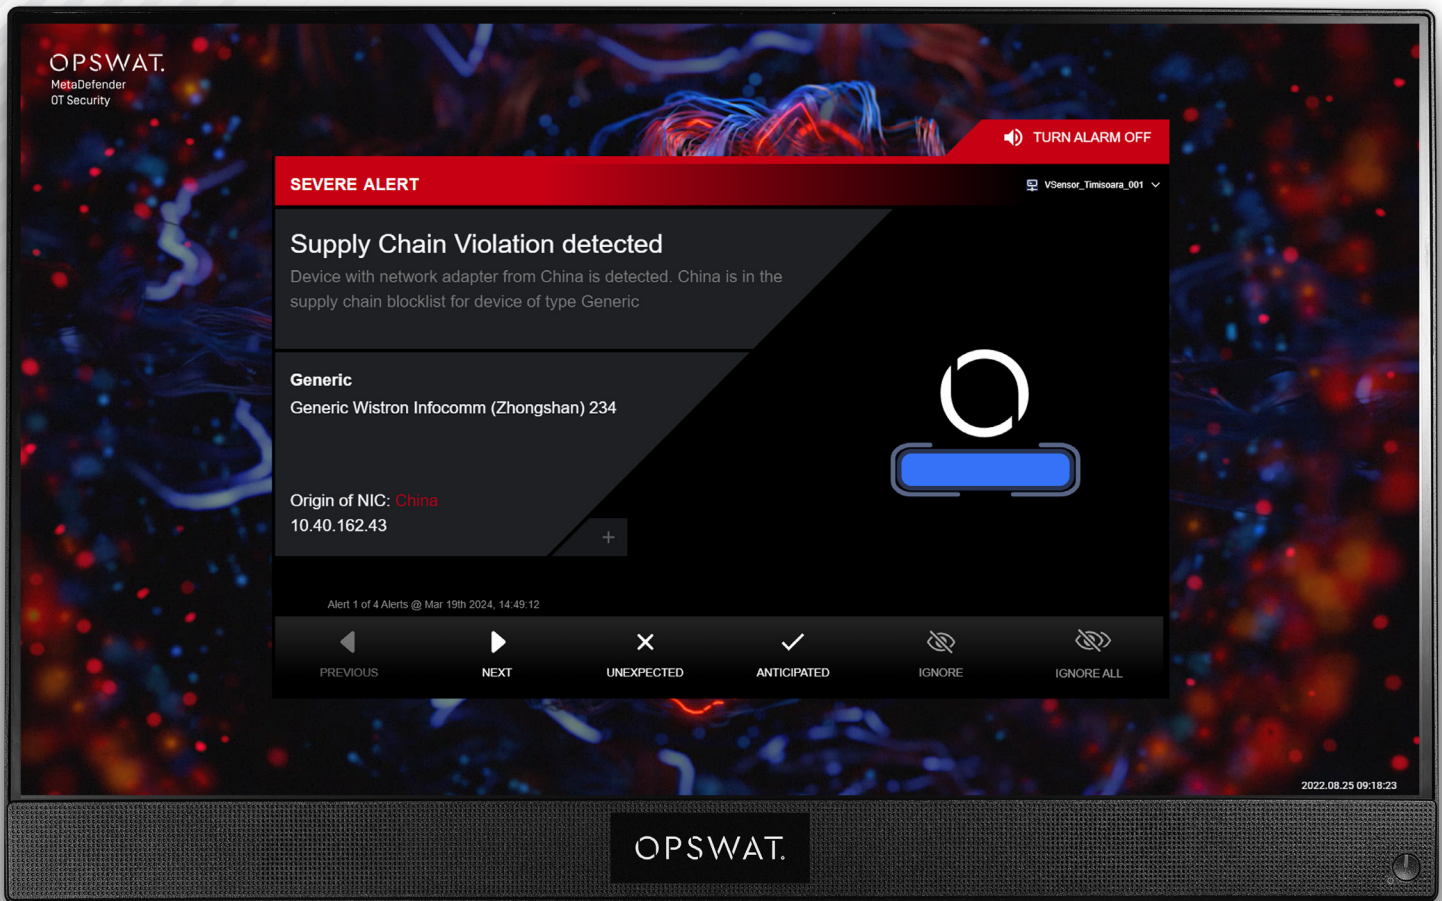 OPSWAT.
MetaDefender
OT Security
TURN ALARM OFF
SEVERE ALERT
VSensor_Timisoara_001
Supply Chain Violation detected
Device with network adapter from China is detected. China is in the
supply chain blocklist for device of type Generic
Generic
Generic Wistron Infocomm (Zhongshan) 234
Origin of NIC: China
10.40.162.43
+
Alert 1 of 4 Alerts @ Mar 19th 2024, 14:49:12
PREVIOUS
NEXT
UNEXPECTED
ANTICIPATED
IGNORE
IGNORE ALL
2022.08.25 09:18:23
OPSWAT.